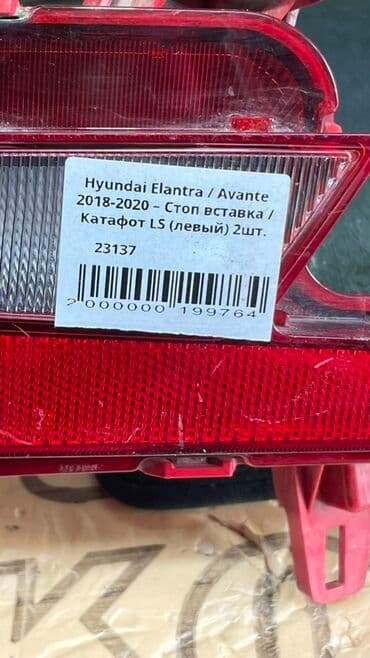 Hyundai Elantra / Avante
2018-2020 – Стоп вставка /
Катафот LS (левый) 2шт.
23137
2 000000 199764